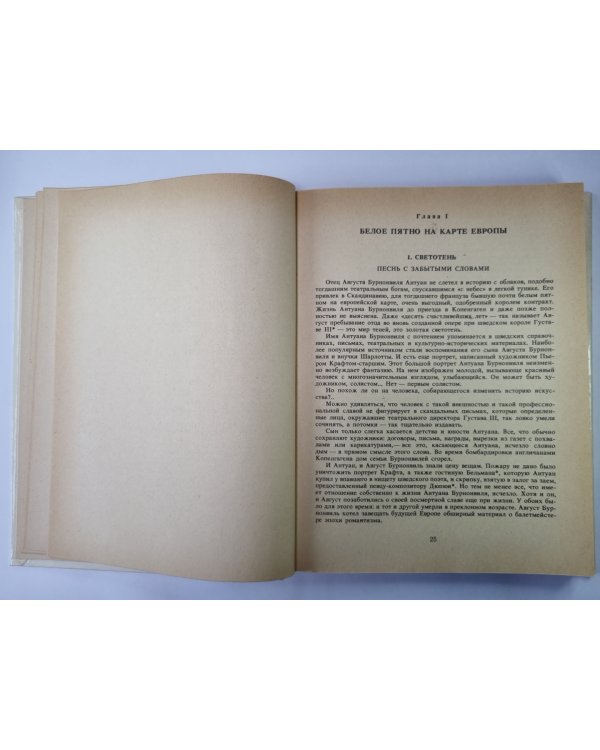 Глава I
БЕЛОЕ ПЯТНО НА КАРТЕ ЕВРОПЫ
1. СВЕТОТЕНЬ
ПЕСНЬ С ЗАБЫТЫМИ СЛОВАМИ
Отец Августа Бурнонвиля Антуан не слетел в историю с облаков, подобно
тогдашним театральным богам, спускавшимся «с небес» в легкой тунике. Его
привлек в Скандинавию, для тогдашнего француза бывшую почти белым пят-
ном на европейской карте, очень выгодный, одобренный королем контракт.
Жизнь Антуана Бурнонвиля до приезда в Копенгаген и даже позже пол-
ностью не выяснена. Даже «десять счастливейших лет» — так называет Ав-
густ пребывание отца во вновь созданной опере при шведском короле Густа-
ве III* — это мир теней, это золотая светотень.
Имя Антуана Бурнонвиля с почтением упоминается в шведских справоч-
никах, письмах, театральных и культурно-исторических материалах. Наибо-
лее популярным источником стали воспоминания его сына Августа Бурнон-
виля и внучки Шарлотты. И есть еще портрет, написанный художником Пье-
ром Крафтом-старшим. Этот большой портрет Антуана Бурнонвиля неизмен-
но возбуждает фантазию. На нем изображен молодой, вызывающе красивый
человек с многозначительным взглядом, улыбающийся. Он может быть ху-
дожником, солистом... Нет — первым солистом.
Но похож ли он на человека, собирающегося изменить историю искус-
ства?..
Можно удивляться, что человек с такой внешностью и такой профессио-
нальной славой не фигурирует в скандальных письмах, которые определен-
ные лица, окружавшие театрального директора Густава III, так ловко умели
сочинять, а потомки — так тщательно издавать.
Сын только слегка касается детства и юности Антуана. Все, что обычно
сохраняют художники: договоры, письма, награды, вырезки из газет с похва-
лами или карикатурами, — все это, касающееся Антуана, исчезло словно
дым — в прямом смысле этого слова. Во время бомбардировки англичанами
Копенгагена дом семьи Бурнонвилей сгорел.
И Антуан, и Август Бурнонвиль знали цену вещам. Пожару не дано было
уничтожить портрет Крафта, а также гостиную Бельмана*, которую Антуан
купил у впавшего в нищету шведского поэта, и скрипку, взятую в залог за заем,
предоставленный певцу-композитору Дюпюи*. Но тем не менее все, что име-
ет отношение собственно к жизни Антуана Бурнонвиля, исчезло. Хотя и он,
и Август позаботились о своей посмертной славе еще при жизни. У обоих бы-
ло для этого время: и тот и другой умерли в преклонном возрасте. Август Бур-
нонвиль хотел завещать будущей Европе обширный материал о балетмейсте-
ре эпохи романтизма.
25